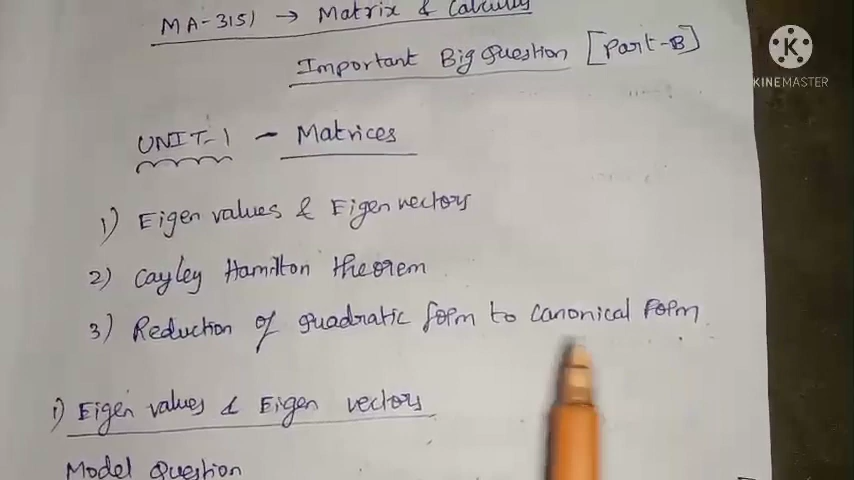 MA-3151 → Matrix & Calculus
Important Big Question [Part-B]
K
KINEMASTER
UNIT-1 - Matrices
1) Eigen values & Eigen vectors
2) Cayley Hamilton theorem
3) Reduction of quadratic form to canonical form
1) Eigen values & Eigen vectors
Model Question